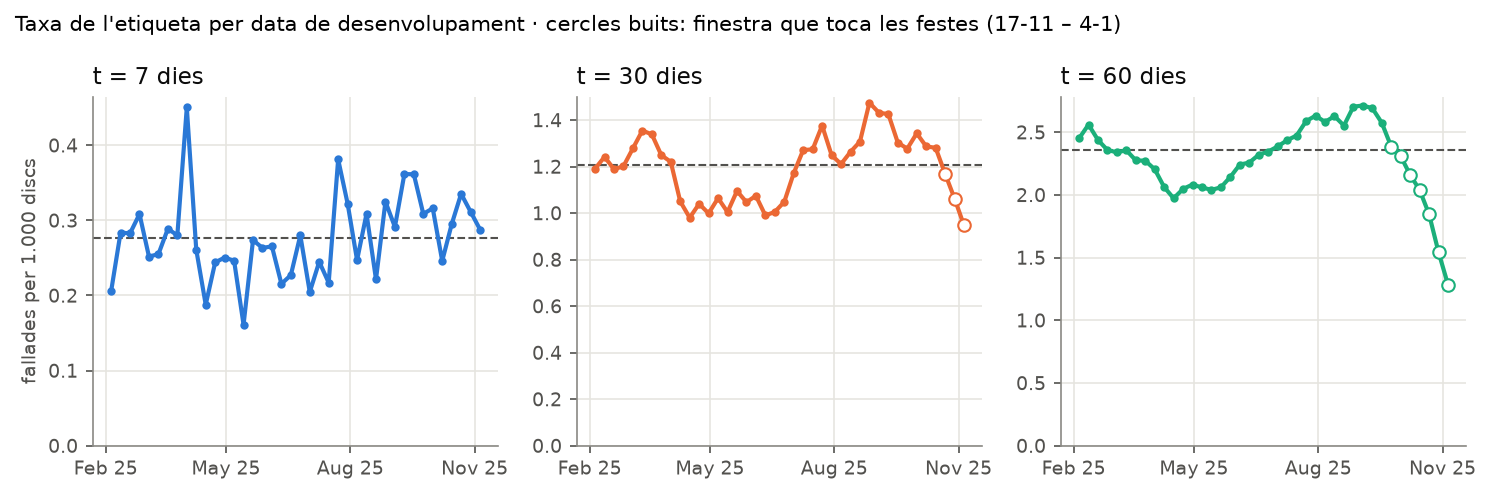 Taxa de l'etiqueta per data de desenvolupament · cercles buits: finestra que toca les festes (17-11 – 4-1)
t = 7 dies
fallades per 1.000 discs
0.4
0.3
0.2
0.1
0.0
Feb 25 May 25 Aug 25 Nov 25
t = 30 dies
1.4
1.2
1.0
0.8
0.6
0.4
0.2
0.0
Feb 25 May 25 Aug 25 Nov 25
t = 60 dies
2.5
2.0
1.5
1.0
0.5
0.0
Feb 25 May 25 Aug 25 Nov 25